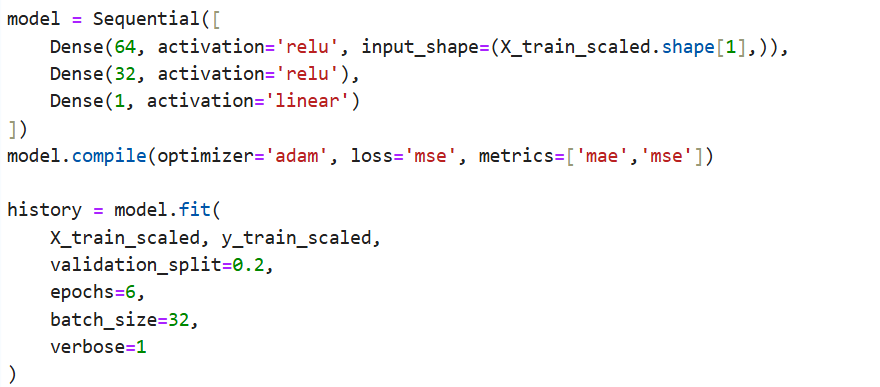 model = Sequential([
    Dense(64, activation='relu', input_shape=(X_train_scaled.shape[1],)),
    Dense(32, activation='relu'),
    Dense(1, activation='linear')
])
model.compile(optimizer='adam', loss='mse', metrics=['mae','mse'])

history = model.fit(
    X_train_scaled, y_train_scaled,
    validation_split=0.2,
    epochs=6,
    batch_size=32,
    verbose=1
)